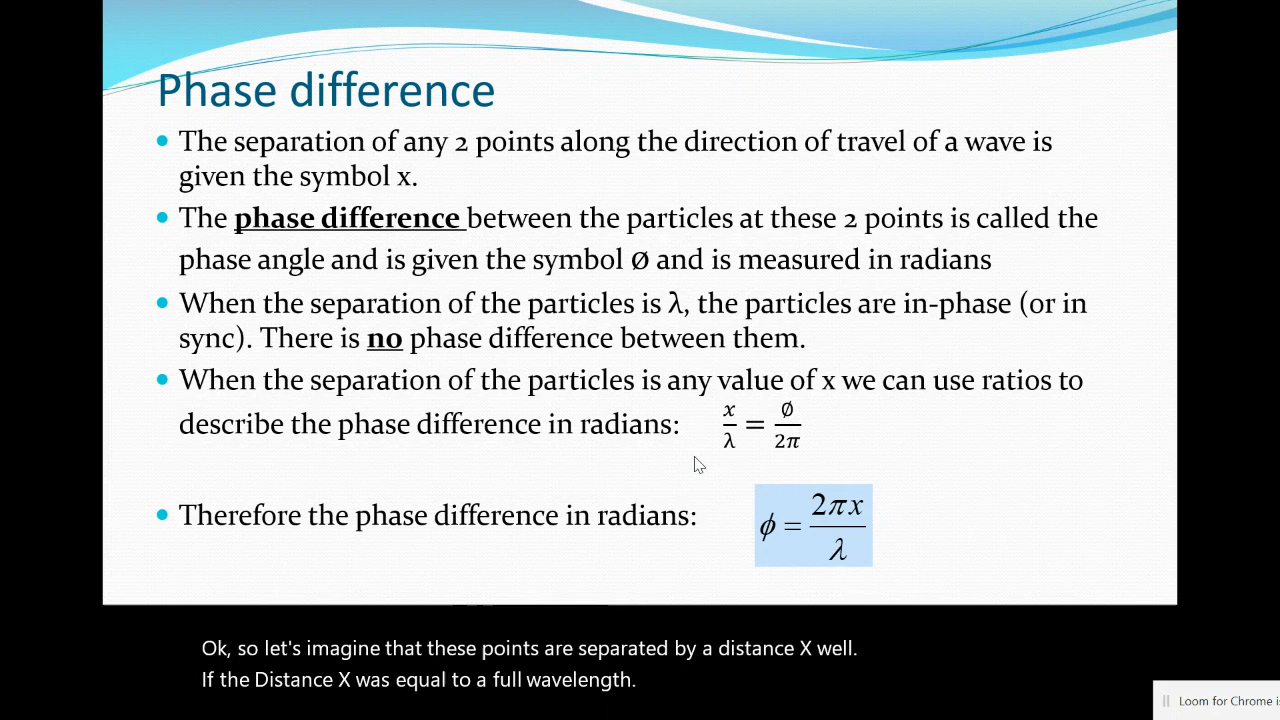 Phase difference
• The separation of any 2 points along the direction of travel of a wave is
given the symbol x.
• The phase difference between the particles at these 2 points is called the
phase angle and is given the symbol Ø and is measured in radians
• When the separation of the particles is λ, the particles are in-phase (or in
sync). There is no phase difference between them.
• When the separation of the particles is any value of x we can use ratios to
describe the phase difference in radians: x/λ = Ø/2π
• Therefore the phase difference in radians: ϕ = 2πx/λ
Ok, so let's imagine that these points are separated by a distance X well.
If the Distance X was equal to a full wavelength.
Loom for Chrome